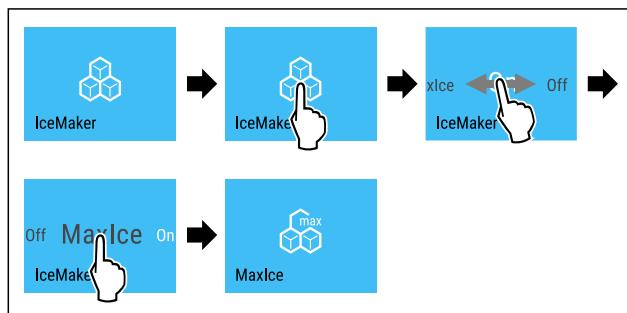 IceMaker
IceMake
xIce Off
IceMaker
Off MaxIce On
IceMake
max
MaxIce